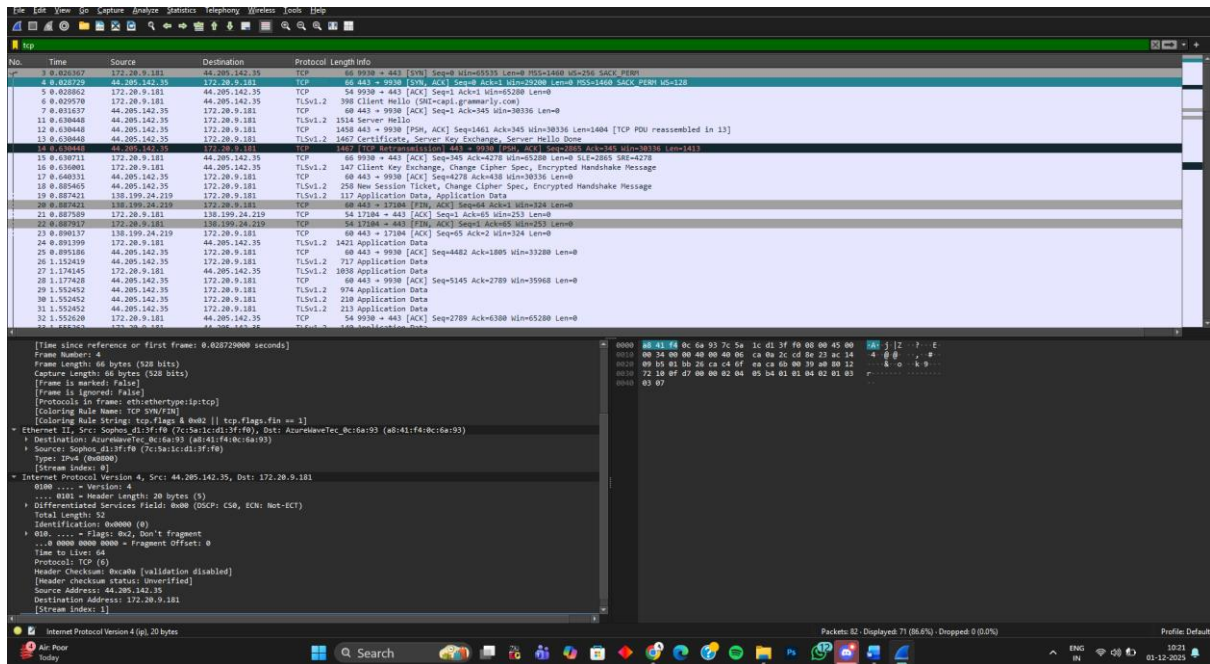 File Edit View Go Capture Analyze Statistics Telephony Wireless Tools Help
tcp
No. Time Source Destination Protocol Length Info
3 0.026367 172.20.9.181 44.205.142.35 TCP 66 9930 → 443 [SYN] Seq=0 Win=65535 Len=0 MSS=1460 WS=256 SACK_PERM
4 0.028729 44.205.142.35 172.20.9.181 TCP 66 443 → 9930 [SYN, ACK] Seq=0 Ack=1 Win=29200 Len=0 MSS=1460 SACK_PERM WS=128
5 0.028862 172.20.9.181 44.205.142.35 TCP 54 9930 → 443 [ACK] Seq=1 Ack=1 Win=65280 Len=0
6 0.029570 172.20.9.181 44.205.142.35 TLSv1.2 398 Client Hello (SNI=capi.grammarly.com)
7 0.031637 44.205.142.35 172.20.9.181 TCP 60 443 → 9930 [ACK] Seq=1 Ack=345 Win=30336 Len=0
11 0.630448 44.205.142.35 172.20.9.181 TLSv1.2 1514 Server Hello
12 0.630448 44.205.142.35 172.20.9.181 TCP 1458 443 → 9930 [PSH, ACK] Seq=1461 Ack=345 Win=30336 Len=1404 [TCP PDU reassembled in 13]
13 0.630448 44.205.142.35 172.20.9.181 TLSv1.2 1467 Certificate, Server Key Exchange, Server Hello Done
14 0.630448 44.205.142.35 172.20.9.181 TCP 1467 [TCP Retransmission] 443 → 9930 [PSH, ACK] Seq=2865 Ack=345 Win=30336 Len=1413
15 0.630711 172.20.9.181 44.205.142.35 TCP 66 9930 → 443 [ACK] Seq=345 Ack=4278 Win=65280 Len=0 SLE=2865 SRE=4278
16 0.636001 172.20.9.181 44.205.142.35 TLSv1.2 147 Client Key Exchange, Change Cipher Spec, Encrypted Handshake Message
17 0.640331 44.205.142.35 172.20.9.181 TCP 60 443 → 9930 [ACK] Seq=4278 Ack=438 Win=30336 Len=0
18 0.885465 44.205.142.35 172.20.9.181 TLSv1.2 258 New Session Ticket, Change Cipher Spec, Encrypted Handshake Message
19 0.887421 138.199.24.219 172.20.9.181 TLSv1.2 117 Application Data, Application Data
20 0.887421 138.199.24.219 172.20.9.181 TCP 60 443 → 17104 [FIN, ACK] Seq=64 Ack=1 Win=324 Len=0
21 0.887589 172.20.9.181 138.199.24.219 TCP 54 17104 → 443 [ACK] Seq=1 Ack=65 Win=253 Len=0
22 0.887917 172.20.9.181 138.199.24.219 TCP 54 17104 → 443 [FIN, ACK] Seq=1 Ack=65 Win=253 Len=0
23 0.890137 138.199.24.219 172.20.9.181 TCP 60 443 → 17104 [ACK] Seq=65 Ack=2 Win=324 Len=0
24 0.891399 172.20.9.181 44.205.142.35 TLSv1.2 1421 Application Data
25 0.895186 44.205.142.35 172.20.9.181 TCP 60 443 → 9930 [ACK] Seq=4482 Ack=1805 Win=33280 Len=0
26 1.152419 44.205.142.35 172.20.9.181 TLSv1.2 717 Application Data
27 1.174145 172.20.9.181 44.205.142.35 TLSv1.2 1038 Application Data
28 1.177428 44.205.142.35 172.20.9.181 TCP 60 443 → 9930 [ACK] Seq=5145 Ack=2789 Win=35968 Len=0
29 1.552452 44.205.142.35 172.20.9.181 TLSv1.2 974 Application Data
30 1.552452 44.205.142.35 172.20.9.181 TLSv1.2 210 Application Data
31 1.552452 44.205.142.35 172.20.9.181 TLSv1.2 213 Application Data
32 1.552620 172.20.9.181 44.205.142.35 TCP 54 9930 → 443 [ACK] Seq=2789 Ack=6380 Win=65280 Len=0
[Time since reference or first frame: 0.028729000 seconds]
Frame Number: 4
Frame Length: 66 bytes (528 bits)
Capture Length: 66 bytes (528 bits)
[Frame is marked: False]
[Frame is ignored: False]
[Protocols in frame: eth:ethertype:ip:tcp]
[Coloring Rule Name: TCP SYN/FIN]
[Coloring Rule String: tcp.flags & 0x02 || tcp.flags.fin == 1]
Ethernet II, Src: Sophos_d1:3f:f0 (7c:5a:1c:d1:3f:f0), Dst: AzureWaveTec_0c:6a:93 (a8:41:f4:0c:6a:93)
Destination: AzureWaveTec_0c:6a:93 (a8:41:f4:0c:6a:93)
Source: Sophos_d1:3f:f0 (7c:5a:1c:d1:3f:f0)
Type: IPv4 (0x0800)
[Stream index: 0]
Internet Protocol Version 4, Src: 44.205.142.35, Dst: 172.20.9.181
0100 .... = Version: 4
.... 0101 = Header Length: 20 bytes (5)
Differentiated Services Field: 0x00 (DSCP: CS0, ECN: Not-ECT)
Total Length: 52
Identification: 0x0000 (0)
010. .... = Flags: 0x2, Don't fragment
...0 0000 0000 0000 = Fragment Offset: 0
Time to Live: 64
Protocol: TCP (6)
Header Checksum: 0xca0a [validation disabled]
[Header checksum status: Unverified]
Source Address: 44.205.142.35
Destination Address: 172.20.9.181
[Stream index: 1]
0000 a8 41 f4 0c 6a 93 7c 5a 1c d1 3f f0 08 00 45 00
0010 00 34 00 00 40 00 40 06 ca 0a 2c cd 8e 23 ac 14
0020 09 b5 01 bb 26 ca c4 6f ea ca 6b 00 39 a0 80 12
0030 72 10 0f d7 00 00 02 04 05 b4 01 01 04 02 01 03
0040 03 07
Internet Protocol Version 4 (ip), 20 bytes
Packets: 82 · Displayed: 71 (86.6%) · Dropped: 0 (0.0%)
Profile: Default
Air: Poor
Today
Search
ENG
IN
10:21
01-12-2025